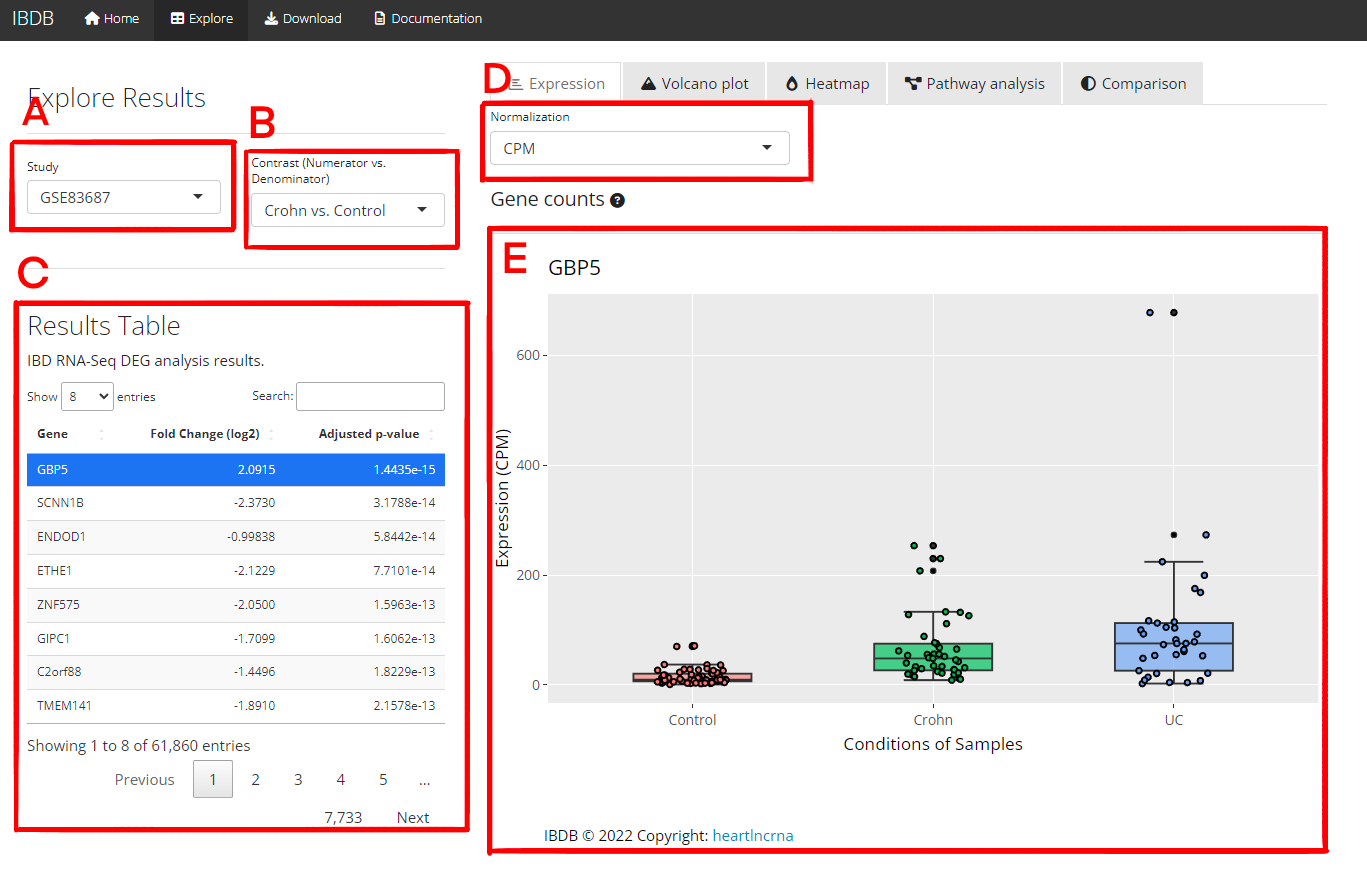 IBDB Home Explore Download Documentation
Explore Results
A
Study
GSE83687
B
Contrast (Numerator vs.
Denominator)
Crohn vs. Control
C
Results Table
IBD RNA-Seq DEG analysis results.
Show 8 entries Search:
Gene Fold Change (log2) Adjusted p-value
GBP5 2.0915 1.4435e-15
SCNN1B -2.3730 3.1788e-14
ENDOD1 -0.99838 5.8442e-14
ETHE1 -2.1229 7.7101e-14
ZNF575 -2.0500 1.5963e-13
GIPC1 -1.7099 1.6062e-13
C2orf88 -1.4496 1.8229e-13
TMEM141 -1.8910 2.1578e-13
Showing 1 to 8 of 61,860 entries
Previous 1 2 3 4 5 ...
7,733 Next
D
Expression Volcano plot Heatmap Pathway analysis Comparison
Normalization
CPM
Gene counts ?
E
GBP5
Expression (CPM)
600
400
200
0
Control Crohn UC
Conditions of Samples
IBDB © 2022 Copyright: heartlncrna